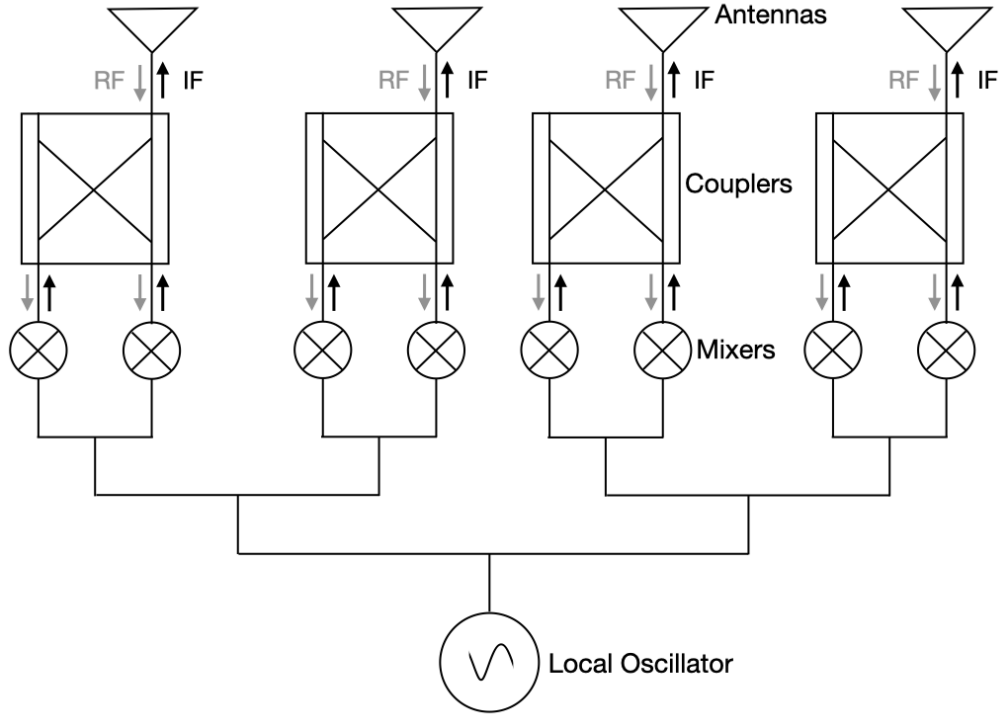 Antennas
RF IF RF IF RF IF RF IF
Couplers
Mixers
Local Oscillator